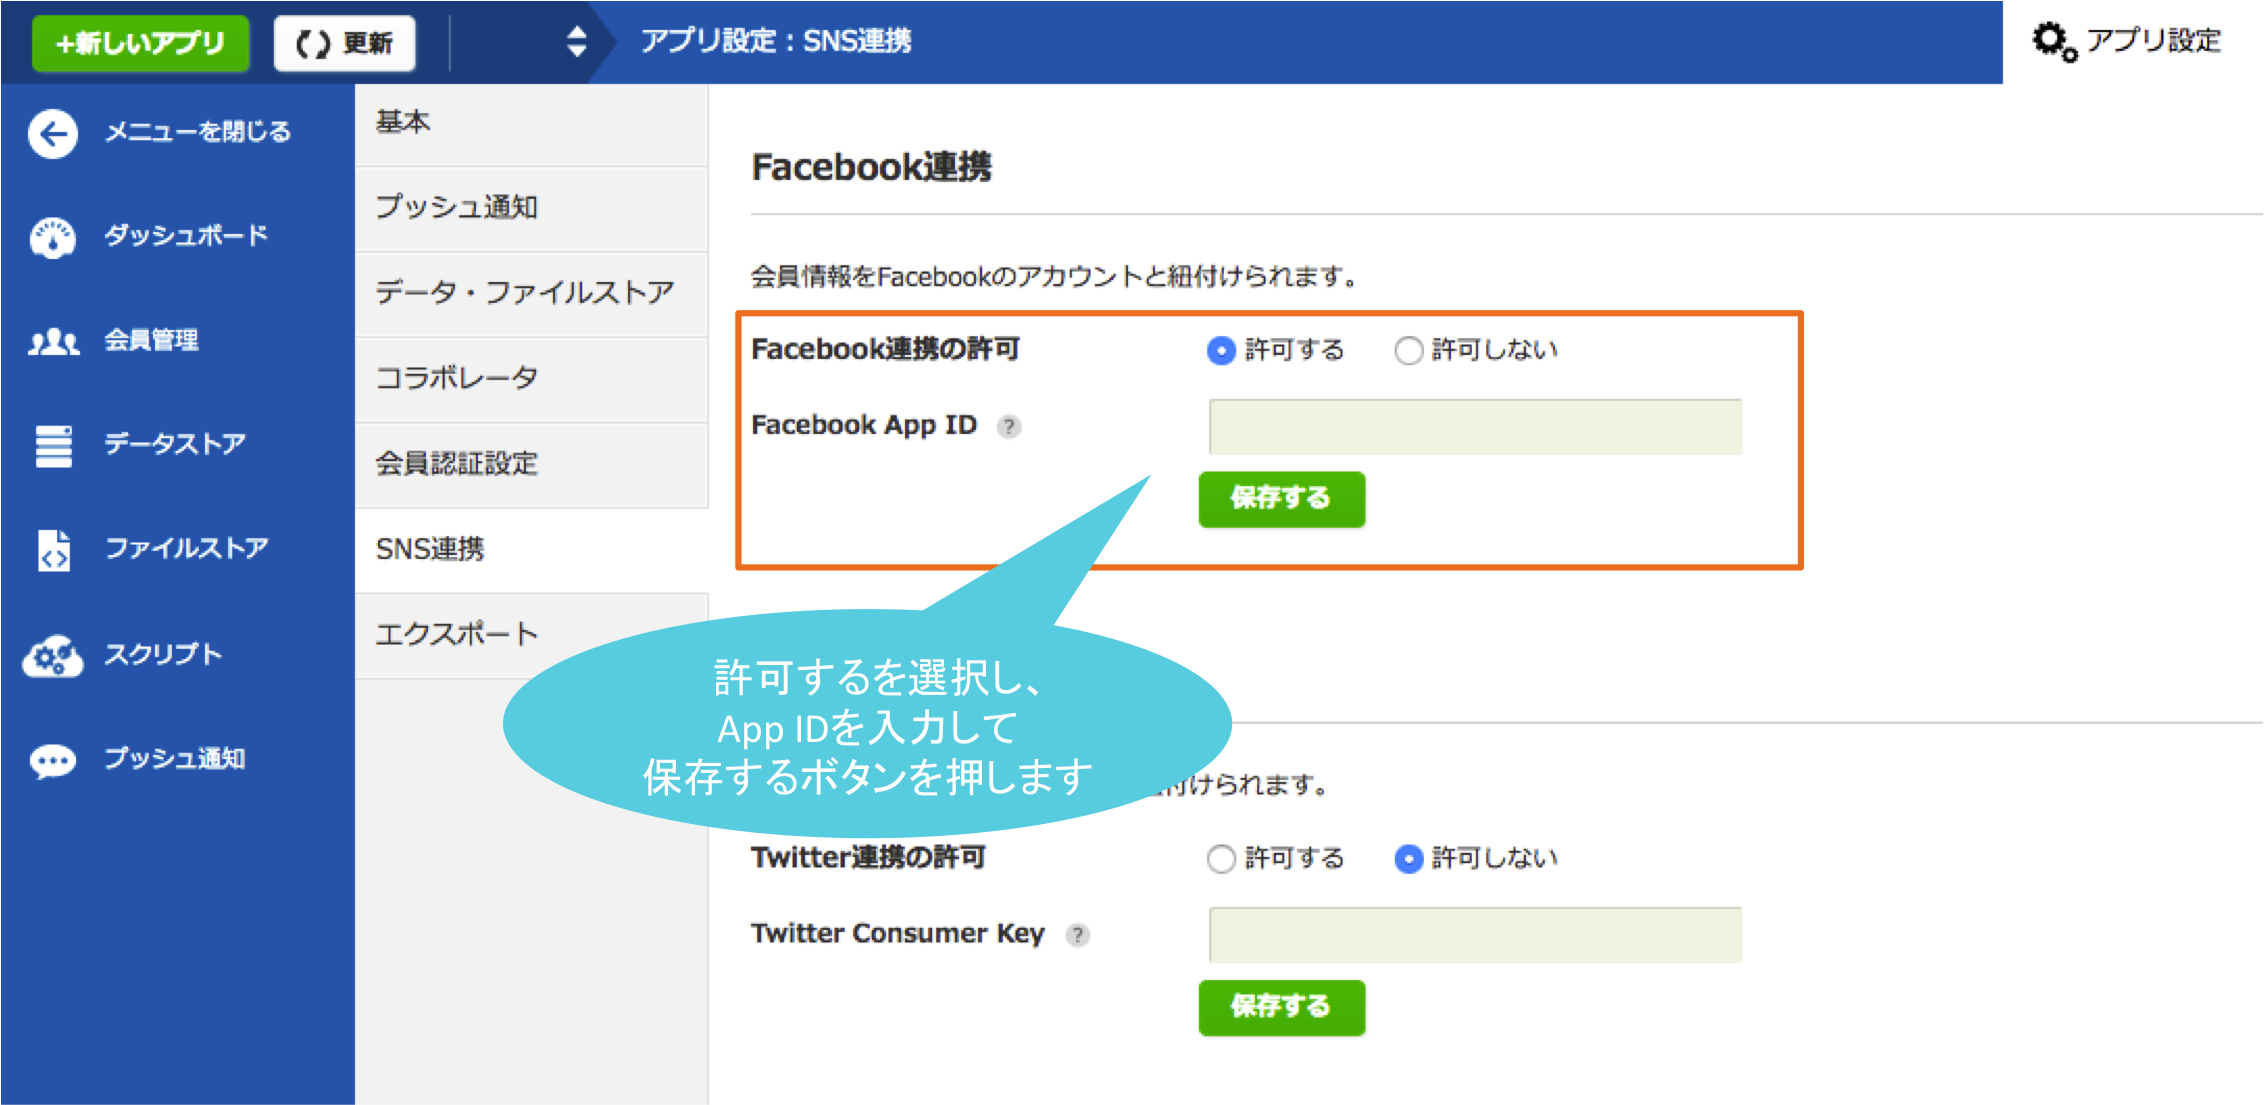 +新しいアプリ
更新
アプリ設定：SNS連携
アプリ設定
メニューを閉じる
ダッシュボード
会員管理
データストア
ファイルストア
スクリプト
プッシュ通知
基本
プッシュ通知
データ・ファイルストア
コラボレータ
会員認証設定
SNS連携
エクスポート
Facebook連携
会員情報をFacebookのアカウントと紐付けられます。
Facebook連携の許可
許可する
許可しない
Facebook App ID ?
保存する
許可するを選択し、
App IDを入力して
保存するボタンを押します
付けられます。
Twitter連携の許可
許可する
許可しない
Twitter Consumer Key ?
保存する